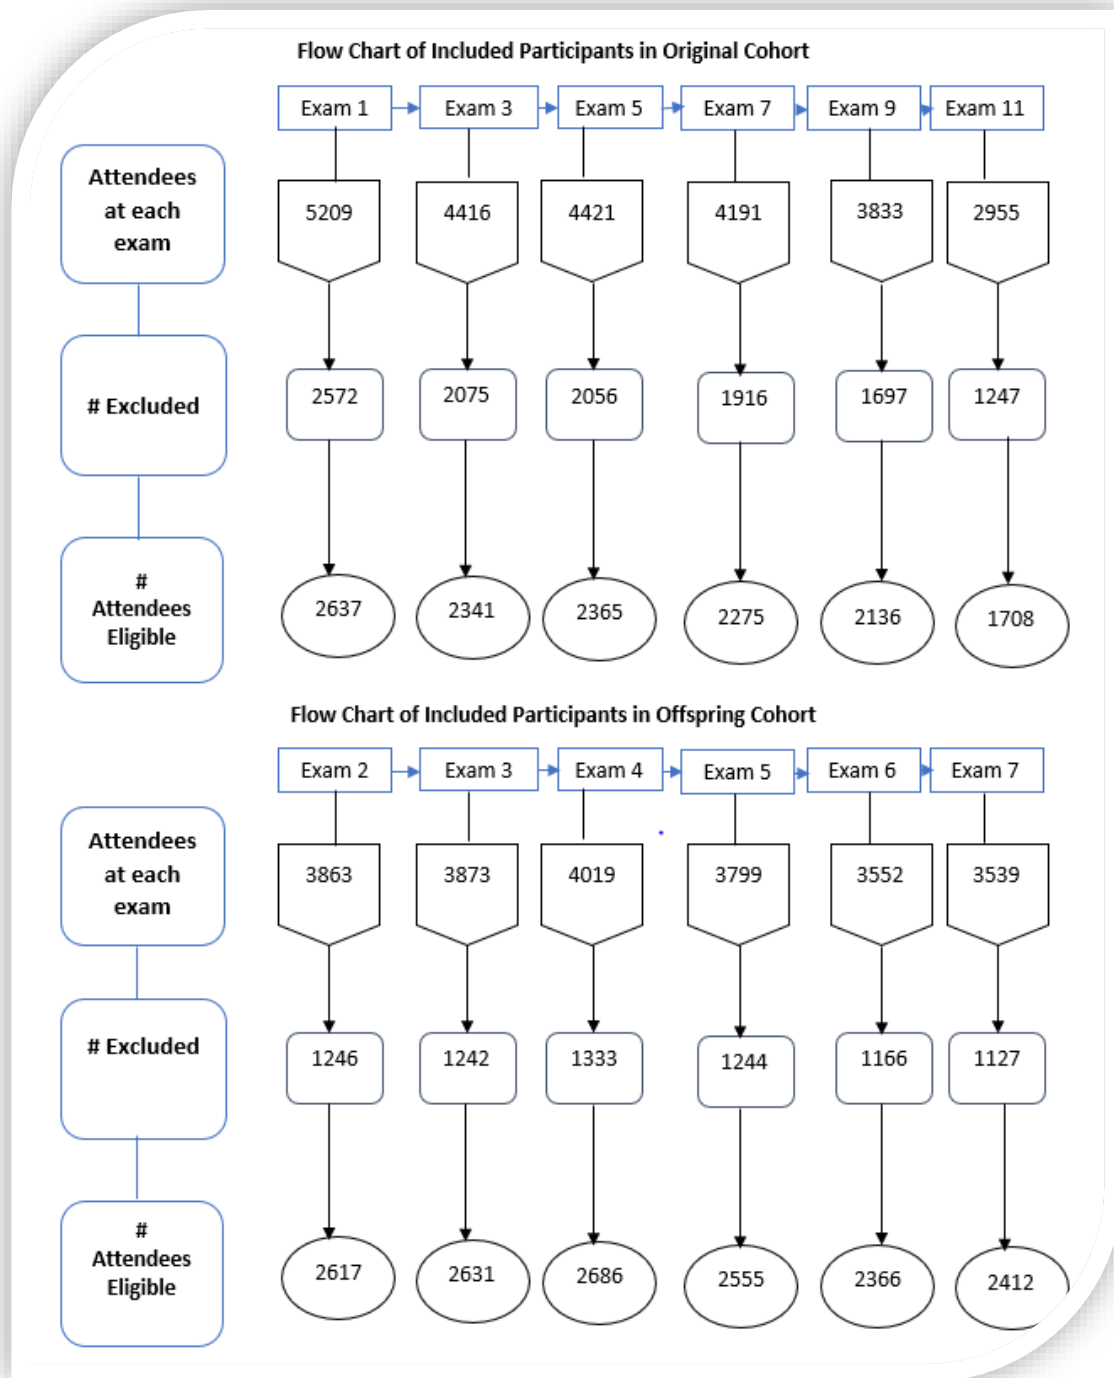 Flow Chart of Included Participants in Original Cohort
Exam 1 Exam 3 Exam 5 Exam 7 Exam 9 Exam 11
Attendees
at each
exam
5209 4416 4421 4191 3833 2955
# Excluded
2572 2075 2056 1916 1697 1247
#
Attendees
Eligible
2637 2341 2365 2275 2136 1708
Flow Chart of Included Participants in Offspring Cohort
Exam 2 Exam 3 Exam 4 Exam 5 Exam 6 Exam 7
Attendees
at each
exam
3863 3873 4019 3799 3552 3539
# Excluded
1246 1242 1333 1244 1166 1127
#
Attendees
Eligible
2617 2631 2686 2555 2366 2412